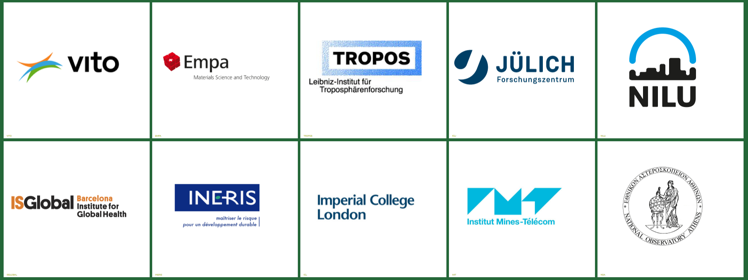 vito
Empa
Materials Science and Technology
TROPOS
Leibniz-Institut für
Troposphärenforschung
JÜLICH
Forschungszentrum
NILU
ISGlobal Barcelona
Institute for
Global Health
INERIS
maîtriser le risque
pour un développement durable
Imperial College
London
IMT
Institut Mines-Télécom
ΕΘΝΙΚΟΝ ΑΣΤΕΡΟΣΚΟΠΕΙΟΝ ΑΘΗΝΩΝ
NATIONAL OBSERVATORY ATHENS